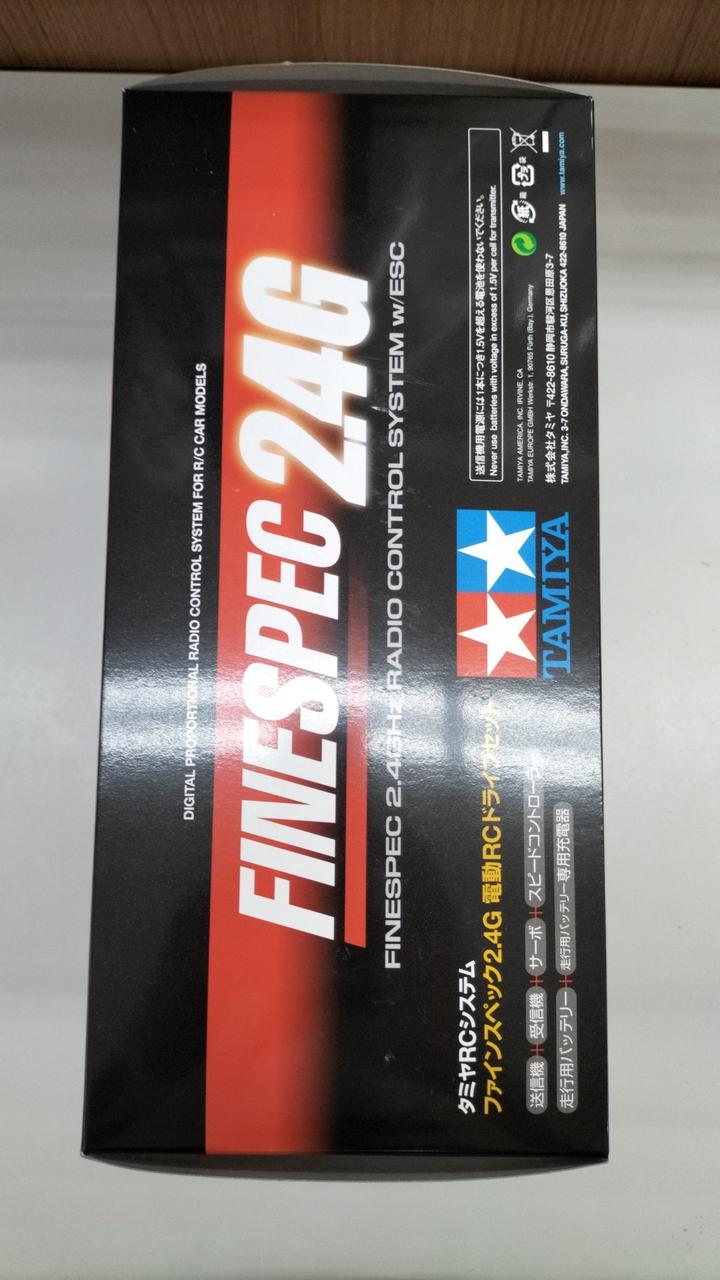 DIGITAL PROPORTIONAL RADIO CONTROL SYSTEM FOR R/C CAR MODELS
FINESPEC 2.4G
FINESPEC 2.4GHz RADIO CONTROL SYSTEM w/ESC
タミヤRCシステム
ファインスペック2.4G 電動RCドライブセット
送信機+受信機+サーボ+スピードコントローラー
走行用バッテリー+走行用バッテリー専用充電器
TAMIYA
送信機用電源には1本につき1.5Vを超える電池を使わないでください。
Never use batteries with voltage in excess of 1.5V per cell for transmitter.
紙 箱 プラ 袋
TAMIYA AMERICA, INC. IRVINE, CA
TAMIYA EUROPE GMBH Werkstr. 1, 90765 Fürth (Bay.), Germany
株式会社タミヤ 〒422-8610 静岡市駿河区恩田原3-7
TAMIYA,INC. 3-7 ONDAWARA, SURUGA-KU, SHIZUOKA 422-8610 JAPAN www.tamiya.com